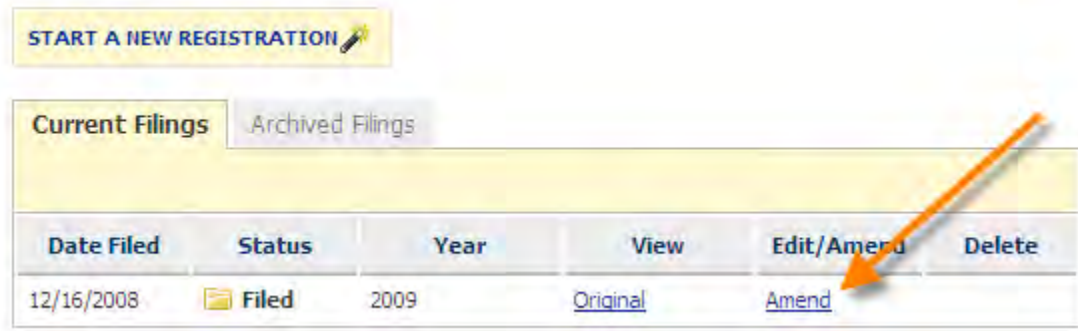 START A NEW REGISTRATION
Current Filings Archived Filings
Date Filed Status Year View Edit/Amend Delete
12/16/2008 Filed 2009 Original Amend